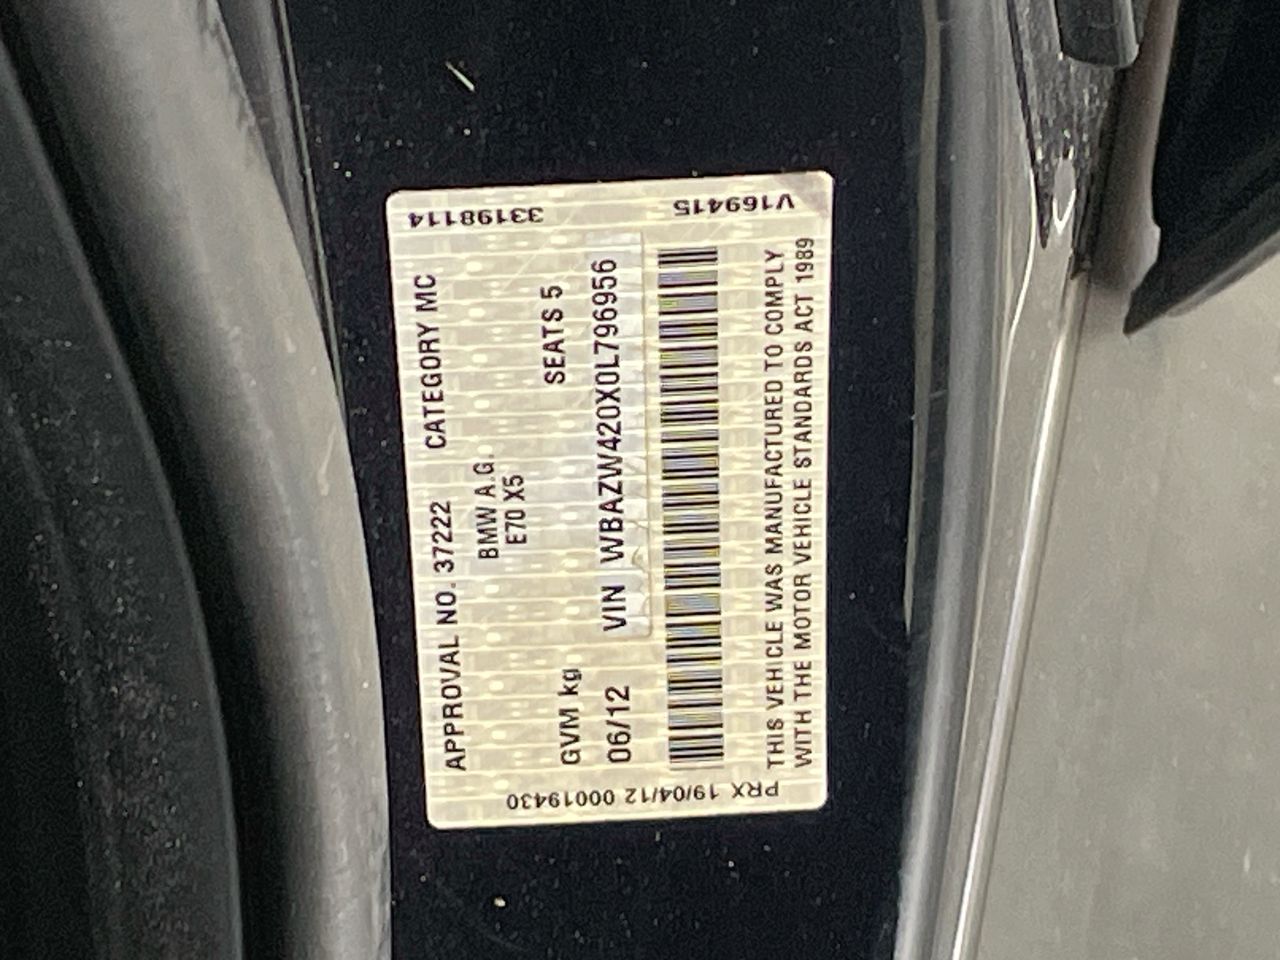 33198114 V169415
APPROVAL NO. 37222 CATEGORY MC
BMW A.G.
E70 X5
GVM kg SEATS 5
06/12 VIN WBAZW420X0L796956
THIS VEHICLE WAS MANUFACTURED TO COMPLY
WITH THE MOTOR VEHICLE STANDARDS ACT 1989
PRX 19/04/12 00019430